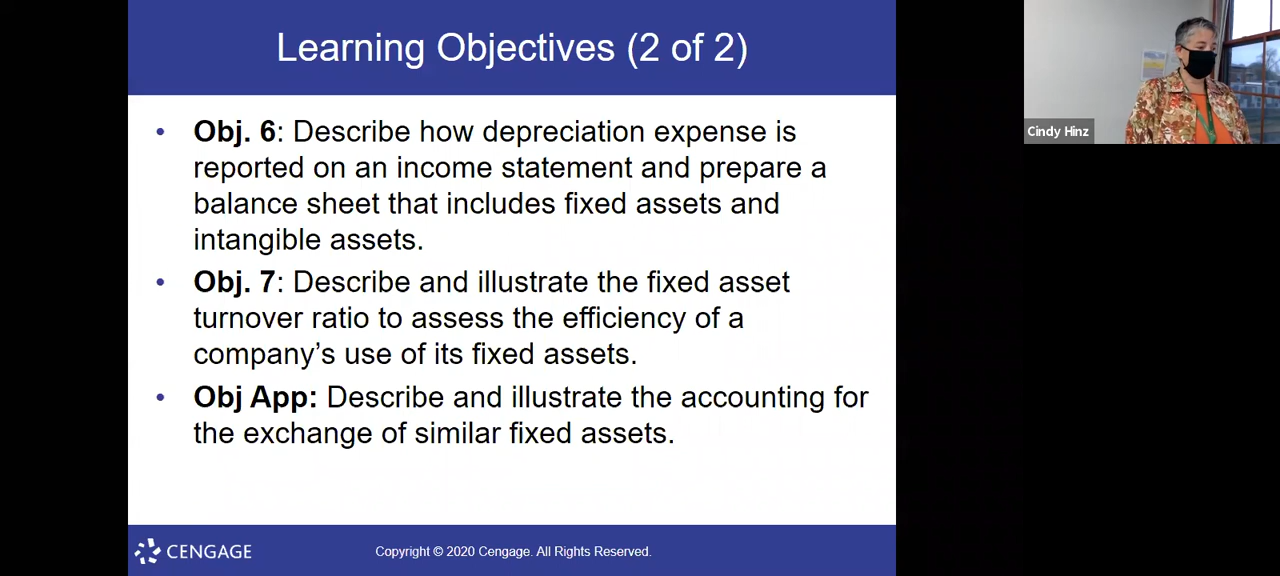 Learning Objectives (2 of 2)
• Obj. 6: Describe how depreciation expense is
reported on an income statement and prepare a
balance sheet that includes fixed assets and
intangible assets.
• Obj. 7: Describe and illustrate the fixed asset
turnover ratio to assess the efficiency of a
company’s use of its fixed assets.
• Obj App: Describe and illustrate the accounting for
the exchange of similar fixed assets.
CENGAGE
Copyright © 2020 Cengage. All Rights Reserved.
Cindy Hinz